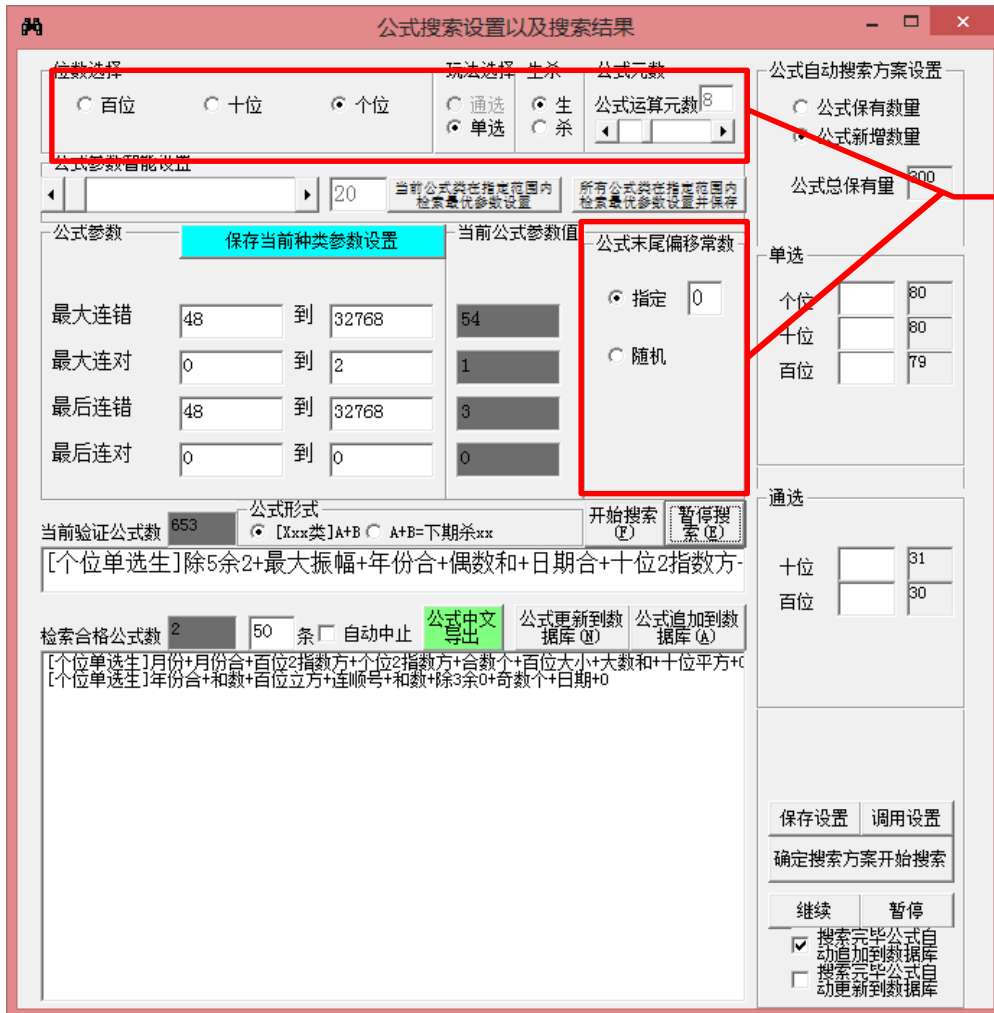 公式搜索设置以及搜索结果
位数选择 玩法选择 生杀 公式元数 公式自动搜索方案设置
百位 十位 个位 通选 生 公式运算元数 8 公式保有数量
单选 杀 公式新增数量
公式参数智能设置
20 当前公式类在指定范围内检索最优参数设置 所有公式类在指定范围内检索最优参数设置并保存 公式总保有量 300
公式参数 保存当前种类参数设置 当前公式参数值 公式末尾偏移常数 单选
最大连错 48 到 32768 54 指定 0 个位 80
十位 80
最大连对 0 到 2 1 随机 百位 79
最后连错 48 到 32768 3
最后连对 0 到 0 0
通选
当前验证公式数 653 公式形式 [Xxx类]A+B A+B=下期杀xx 开始搜索(F) 暂停搜索(E)
[个位单选生]除5余2+最大振幅+年份合+偶数和+日期合+十位2指数方-
十位 31
百位 30
检索合格公式数 2 50 条 自动中止 公式中文导出 公式更新到数据库(N) 公式追加到数据库(A)
[个位单选生]月份+月份合+百位2指数方+个位2指数方+合数个+百位大小+大数和+十位平方+0
[个位单选生]年份合+和数+百位立方+连顺号+和数+除3余0+奇数个+日期+0
保存设置 调用设置
确定搜索方案开始搜索
继续 暂停
搜索完毕公式自动追加到数据库
搜索完毕公式自动更新到数据库